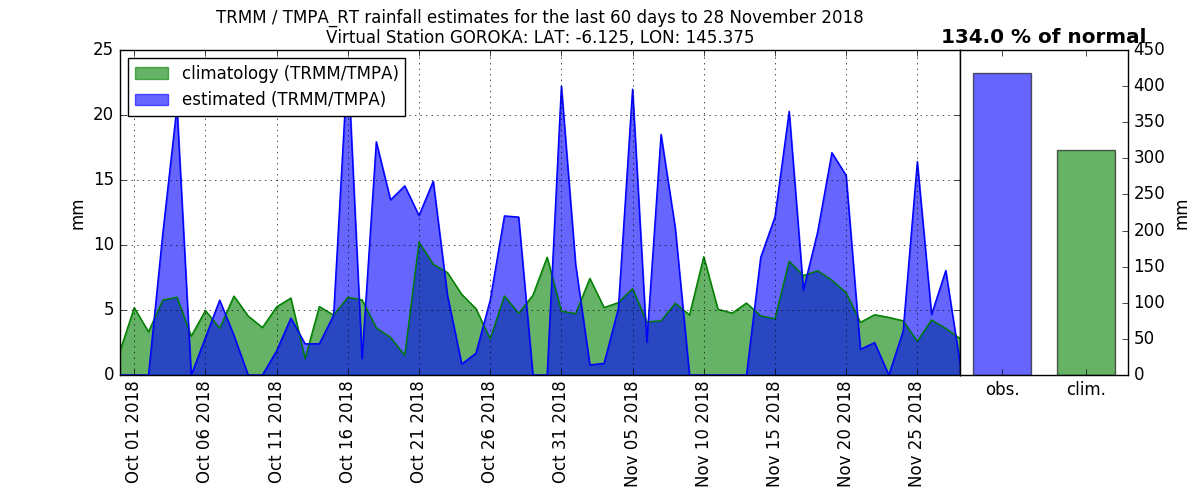 TRMM / TMPA_RT rainfall estimates for the last 60 days to 28 November 2018
Virtual Station GOROKA: LAT: -6.125, LON: 145.375
134.0 % of normal
climatology (TRMM/TMPA)
estimated (TRMM/TMPA)
25
20
15
10
5
0
mm
450
400
350
300
250
200
150
100
50
0
mm
obs.
clim.
Oct 01 2018
Oct 06 2018
Oct 11 2018
Oct 16 2018
Oct 21 2018
Oct 26 2018
Oct 31 2018
Nov 05 2018
Nov 10 2018
Nov 15 2018
Nov 20 2018
Nov 25 2018